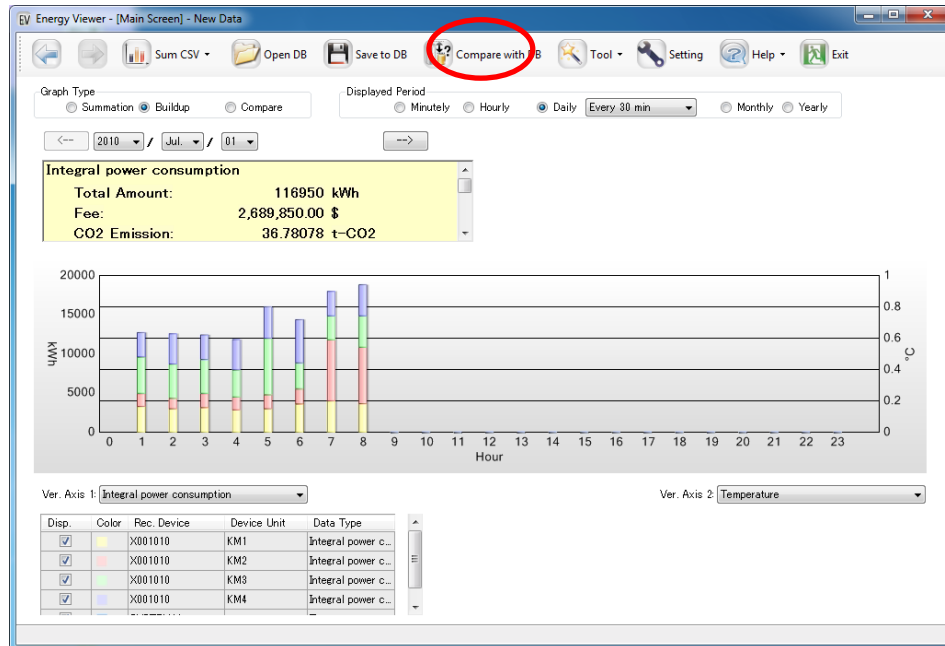 EV Energy Viewer - [Main Screen] - New Data
Sum CSV Open DB Save to DB Compare with DB Tool Setting Help Exit
Graph Type Displayed Period
Summation Buildup Compare Minutely Hourly Daily Every 30 min Monthly Yearly
<-- 2010 / Jul. / 01 -->
Integral power consumption
Total Amount: 116950 kWh
Fee: 2,689,850.00 $
CO2 Emission: 36.78078 t-CO2
20000 1
15000 0.8
0.6
kWh 10000 °C
0.4
5000 0.2
0 0
0 1 2 3 4 5 6 7 8 9 10 11 12 13 14 15 16 17 18 19 20 21 22 23
Hour
Ver. Axis 1: Integral power consumption Ver. Axis 2: Temperature
Disp. Color Rec. Device Device Unit Data Type
X001010 KM1 Integral power c...
X001010 KM2 Integral power c...
X001010 KM3 Integral power c...
X001010 KM4 Integral power c...